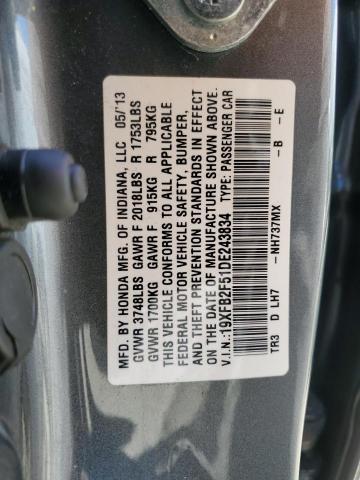 MFD. BY HONDA MFG. OF INDIANA, LLC 05/13
GVWR 3748LBS GAWR F 2018LBS R 1753LBS
GVWR 1700KG GAWR F 915KG R 795KG
THIS VEHICLE CONFORMS TO ALL APPLICABLE
FEDERAL MOTOR VEHICLE SAFETY, BUMPER,
AND THEFT PREVENTION STANDARDS IN EFFECT
ON THE DATE OF MANUFACTURE SHOWN ABOVE.
V.I.N.: 19XFB2F51DE243834 TYPE: PASSENGER CAR
TR3 D LH7 -NH737MX -B -E